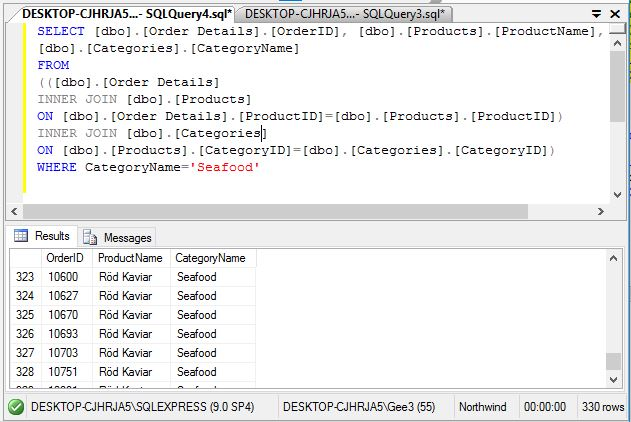 DESKTOP-CJHRJA5...- SQLQuery4.sql* DESKTOP-CJHRJA5...- SQLQuery3.sql*
SELECT [dbo].[Order Details].[OrderID], [dbo].[Products].[ProductName],
[dbo].[Categories].[CategoryName]
FROM
(([dbo].[Order Details]
INNER JOIN [dbo].[Products]
ON [dbo].[Order Details].[ProductID]=[dbo].[Products].[ProductID])
INNER JOIN [dbo].[Categories]
ON [dbo].[Products].[CategoryID]=[dbo].[Categories].[CategoryID])
WHERE CategoryName='Seafood'
Results Messages
OrderID ProductName CategoryName
323 10600 Röd Kaviar Seafood
324 10627 Röd Kaviar Seafood
325 10670 Röd Kaviar Seafood
326 10693 Röd Kaviar Seafood
327 10703 Röd Kaviar Seafood
328 10751 Röd Kaviar Seafood
DESKTOP-CJHRJA5\SQLEXPRESS (9.0 SP4) DESKTOP-CJHRJA5\Gee3 (55) Northwind 00:00:00 330 rows